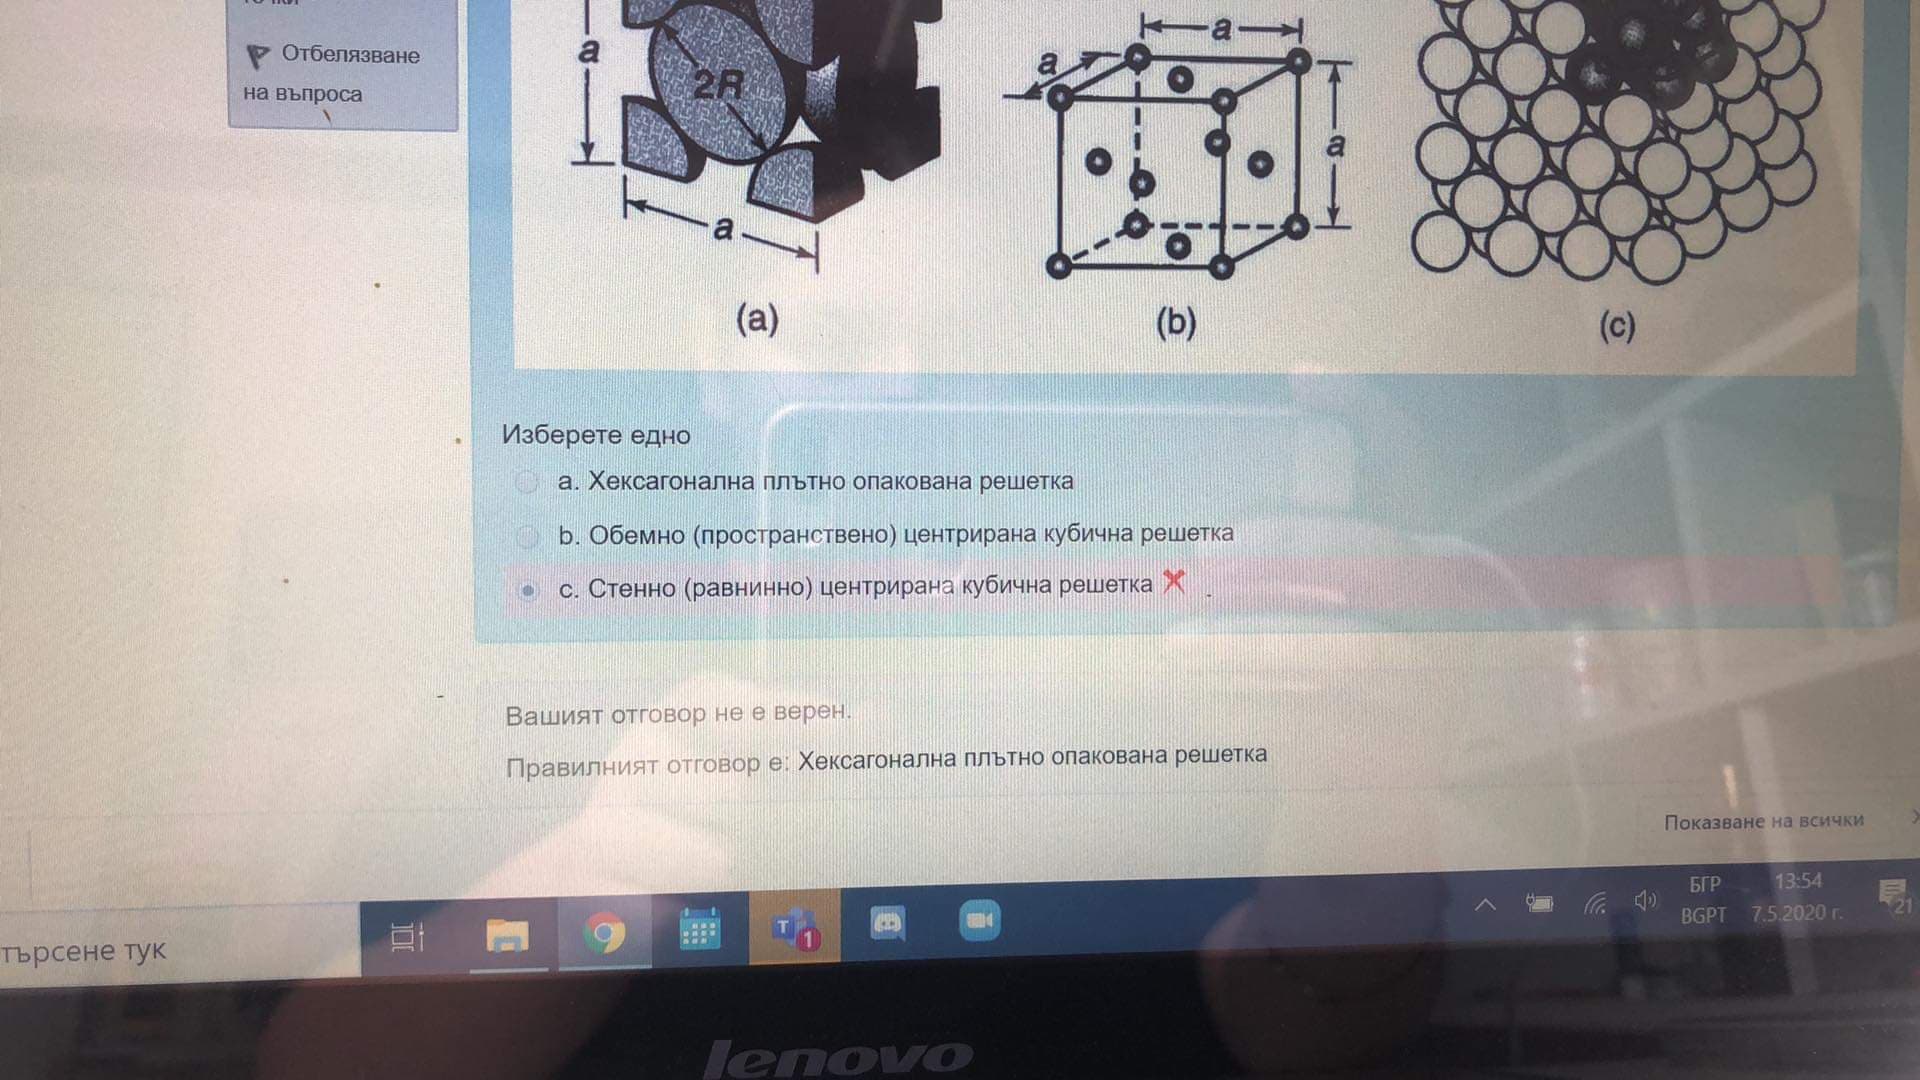 точки
Отбелязване
на въпроса
a
2R
a
(a)
a
a
a
(b)
(c)
Изберете едно
a. Хексагонална плътно опакована решетка
b. Обемно (пространствено) центрирана кубична решетка
c. Стенно (равнинно) центрирана кубична решетка
Вашият отговор не е верен.
Правилният отговор е: Хексагонална плътно опакована решетка
Показване на всички
търсене тук
T
1
БГР
BGPT
13:54
7.5.2020 г.
21
lenovo